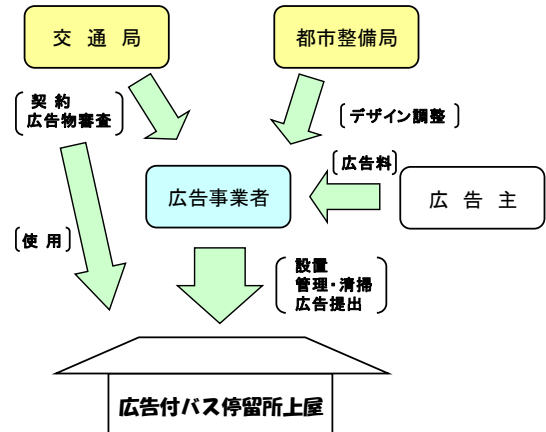 交 通 局
都市整備局
契 約
広告物審査
デザイン調整
広告料
広告事業者
広 告 主
使 用
設置
管理・清掃
広告提出
広告付バス停留所上屋